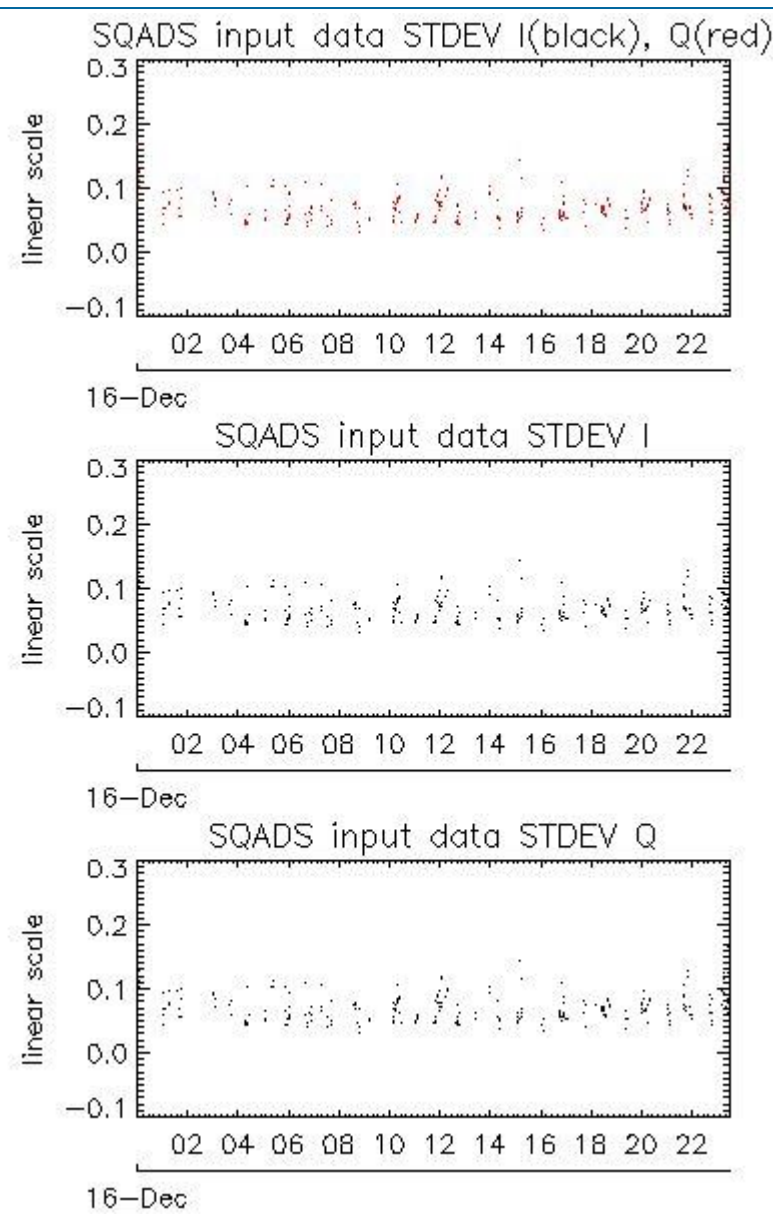 SQADS input data STDEV I(black), Q(red)
0.3
0.2
0.1
0.0
−0.1
linear scale
02 04 06 08 10 12 14 16 18 20 22
16−Dec
SQADS input data STDEV I
0.3
0.2
0.1
0.0
−0.1
linear scale
02 04 06 08 10 12 14 16 18 20 22
16−Dec
SQADS input data STDEV Q
0.3
0.2
0.1
0.0
−0.1
linear scale
02 04 06 08 10 12 14 16 18 20 22
16−Dec